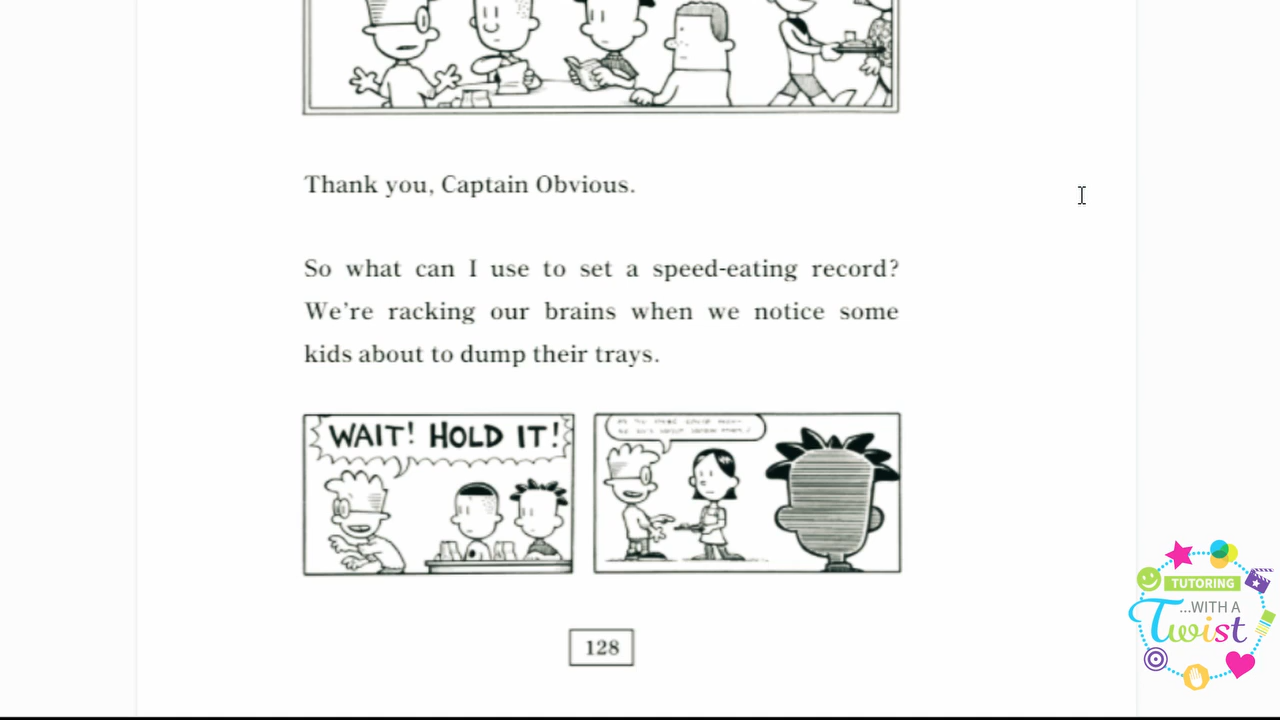 Thank you, Captain Obvious.
So what can I use to set a speed-eating record?
We're racking our brains when we notice some
kids about to dump their trays.
WAIT! HOLD IT!
128
TUTORING
...WITH A
Twist